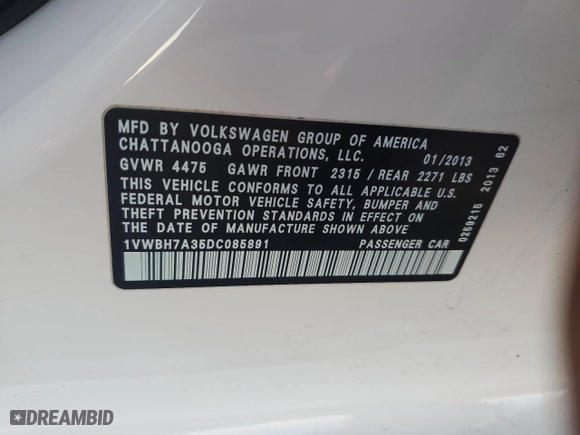 MFD BY VOLKSWAGEN GROUP OF AMERICA
CHATTANOOGA OPERATIONS, LLC. 01/2013
GVWR 4475 GAWR FRONT 2315 / REAR 2271 LBS
THIS VEHICLE CONFORMS TO ALL APPLICABLE U.S.
FEDERAL MOTOR VEHICLE SAFETY, BUMPER AND
THEFT PREVENTION STANDARDS IN EFFECT ON
THE DATE OF MANUFACTURE SHOWN ABOVE
1VWBH7A35DC085891 PASSENGER CAR
0259215 2013 62
DREAMBID